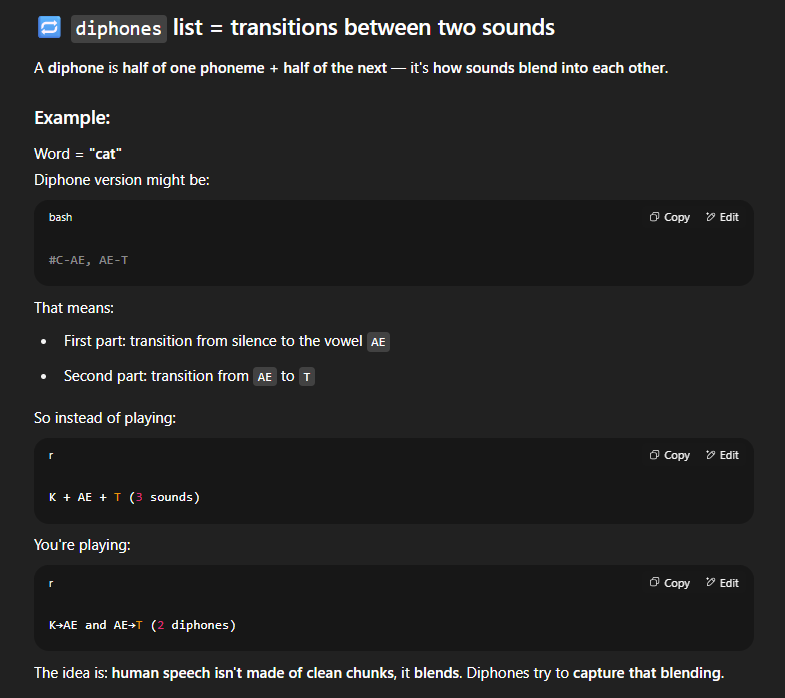 🔁 diphones list = transitions between two sounds
A diphone is half of one phoneme + half of the next — it's how sounds blend into each other.
Example:
Word = "cat"
Diphone version might be:
bash
Copy
Edit
#C-AE, AE-T
That means:
• First part: transition from silence to the vowel AE
• Second part: transition from AE to T
So instead of playing:
r
Copy
Edit
K + AE + T (3 sounds)
You're playing:
r
Copy
Edit
K→AE and AE→T (2 diphones)
The idea is: human speech isn't made of clean chunks, it blends. Diphones try to capture that blending.